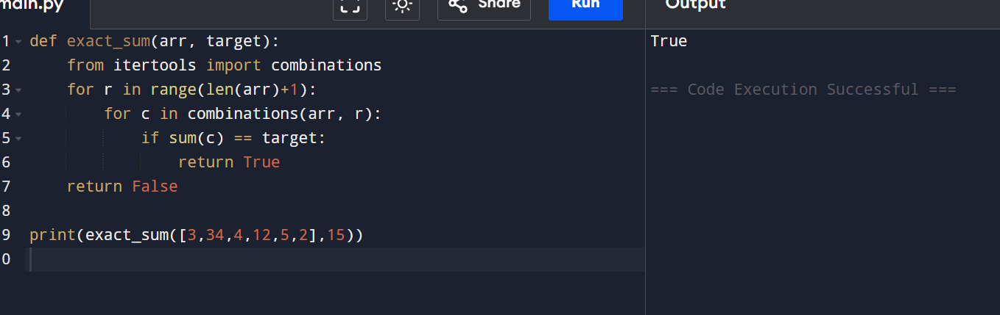 main.py
Share
Run
Output
1 def exact_sum(arr, target):
2     from itertools import combinations
3     for r in range(len(arr)+1):
4         for c in combinations(arr, r):
5             if sum(c) == target:
6                 return True
7     return False
8
9 print(exact_sum([3,34,4,12,5,2],15))
0
True
=== Code Execution Successful ===